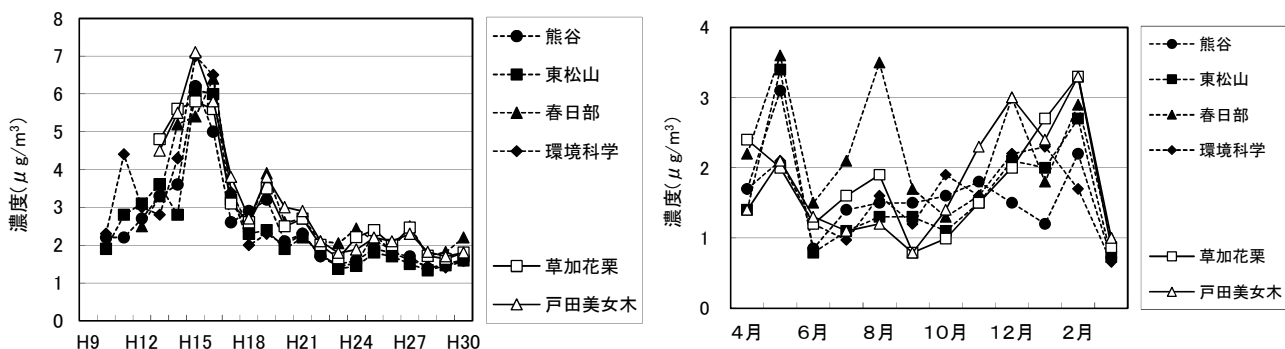 8
7
6
5
4
3
2
1
0
濃度(μ g/m³)
H9 H12 H15 H18 H21 H24 H27 H30
熊谷
東松山
春日部
環境科学
草加花栗
戸田美女木
4
3
2
1
0
濃度(μ g/m³)
4月 6月 8月 10月 12月 2月
熊谷
東松山
春日部
環境科学
草加花栗
戸田美女木